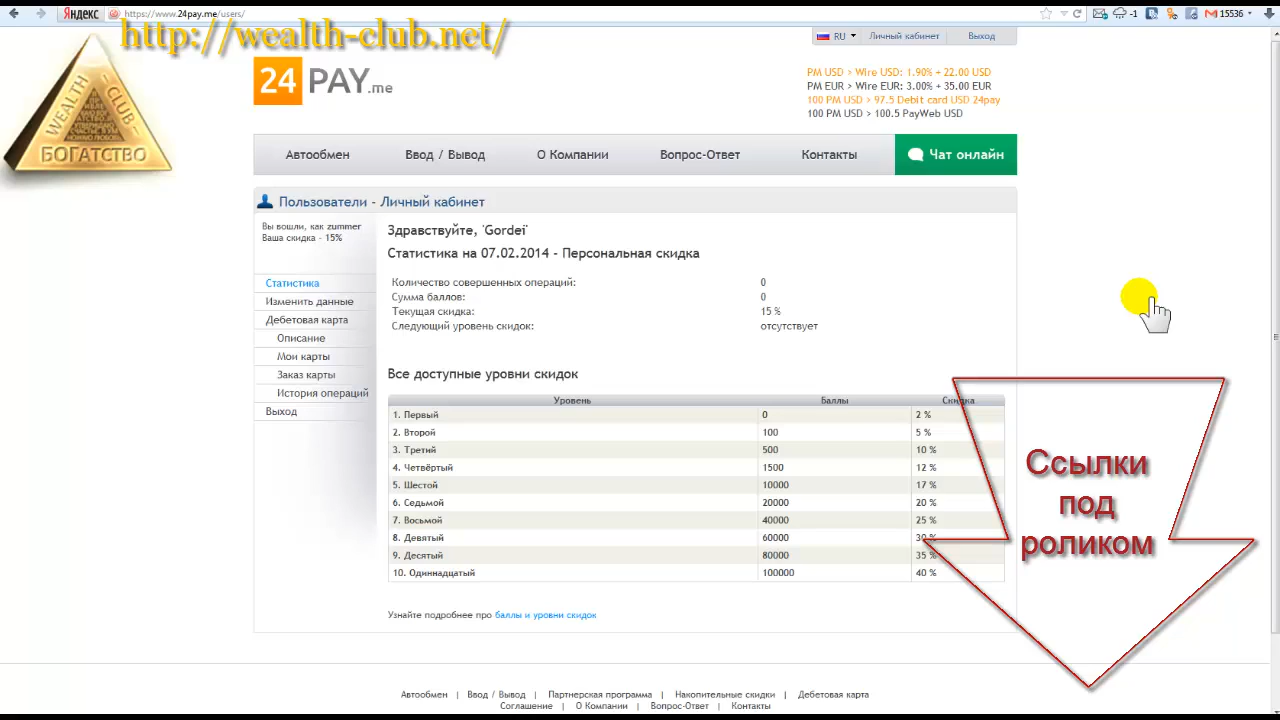 Яндекс
https://www.24pay.me/users/
-1
15536
http://wealth-club.net/
RU
Личный кабинет
Выход
WEALTH
CLUB
БОГАТСТВО
24 PAY.me
PM USD > Wire USD: 1.90% + 22.00 USD
PM EUR > Wire EUR: 3.00% + 35.00 EUR
100 PM USD > 97.5 Debit card USD 24pay
100 PM USD > 100.5 PayWeb USD
Автообмен
Ввод / Вывод
О Компании
Вопрос-Ответ
Контакты
Чат онлайн
Пользователи - Личный кабинет
Вы вошли, как zummer
Ваша скидка - 15%
Статистика
Изменить данные
Дебетовая карта
Описание
Мои карты
Заказ карты
История операций
Выход
Здравствуйте, 'Gordei'
Статистика на 07.02.2014 - Персональная скидка
Количество совершенных операций: 0
Сумма баллов: 0
Текущая скидка: 15 %
Следующий уровень скидок: отсутствует
Все доступные уровни скидок
Уровень Баллы Скидка
1. Первый 0 2 %
2. Второй 100 5 %
3. Третий 500 10 %
4. Четвёртый 1500 12 %
5. Шестой 10000 17 %
6. Седьмой 20000 20 %
7. Восьмой 40000 25 %
8. Девятый 60000 30 %
9. Десятый 80000 35 %
10. Одиннадцатый 100000 40 %
Узнайте подробнее про баллы и уровни скидок
Ссылки
под
роликом
Автообмен | Ввод / Вывод | Партнерская программа | Накопительные скидки | Дебетовая карта
Соглашение | О Компании | Вопрос-Ответ | Контакты